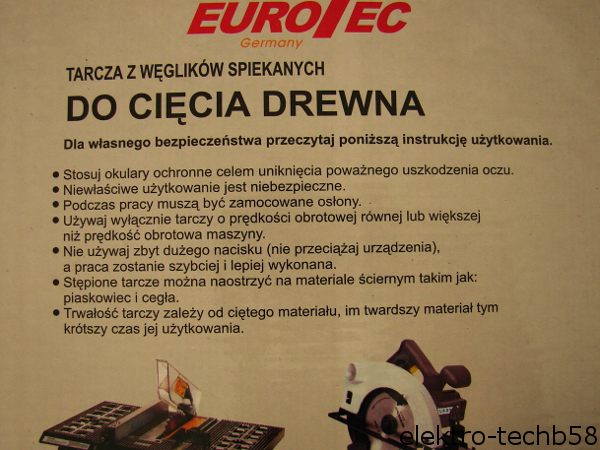 EUROTEC
Germany
TARCZA Z WĘGLIKÓW SPIEKANYCH
DO CIĘCIA DREWNA
Dla własnego bezpieczeństwa przeczytaj poniższą instrukcję użytkowania.
• Stosuj okulary ochronne celem uniknięcia poważnego uszkodzenia oczu.
• Niewłaściwe użytkowanie jest niebezpieczne.
• Podczas pracy muszą być zamocowane osłony.
• Używaj wyłącznie tarczy o prędkości obrotowej równej lub większej
niż prędkość obrotowa maszyny.
• Nie używaj zbyt dużego nacisku (nie przeciążaj urządzenia),
a praca zostanie szybciej i lepiej wykonana.
• Stępione tarcze można naostrzyć na materiale ściernym takim jak:
piaskowiec i cegła.
• Trwałość tarczy zależy od ciętego materiału, im twardszy materiał tym
krótszy czas jej użytkowania.
elektro-techb58